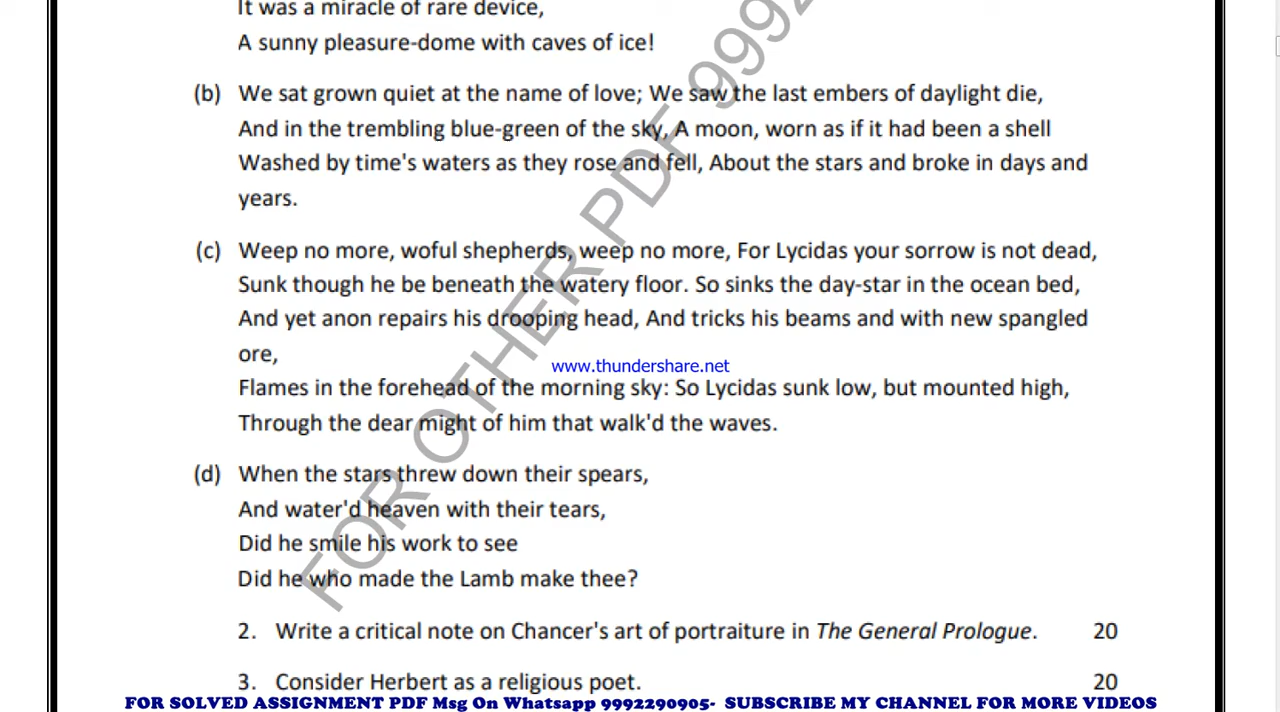 It was a miracle of rare device,
A sunny pleasure-dome with caves of ice!
(b) We sat grown quiet at the name of love; We saw the last embers of daylight die,
And in the trembling blue-green of the sky, A moon, worn as if it had been a shell
Washed by time's waters as they rose and fell, About the stars and broke in days and
years.
(c) Weep no more, woful shepherds, weep no more, For Lycidas your sorrow is not dead,
Sunk though he be beneath the watery floor. So sinks the day-star in the ocean bed,
And yet anon repairs his drooping head, And tricks his beams and with new spangled
ore,
www.thundershare.net
Flames in the forehead of the morning sky: So Lycidas sunk low, but mounted high,
Through the dear might of him that walk'd the waves.
(d) When the stars threw down their spears,
And water'd heaven with their tears,
Did he smile his work to see
Did he who made the Lamb make thee?
2. Write a critical note on Chancer's art of portraiture in The General Prologue. 20
3. Consider Herbert as a religious poet. 20
FOR SOLVED ASSIGNMENT PDF Msg On Whatsapp 9992290905- SUBSCRIBE MY CHANNEL FOR MORE VIDEOS
FOR OTHER PDF 9992